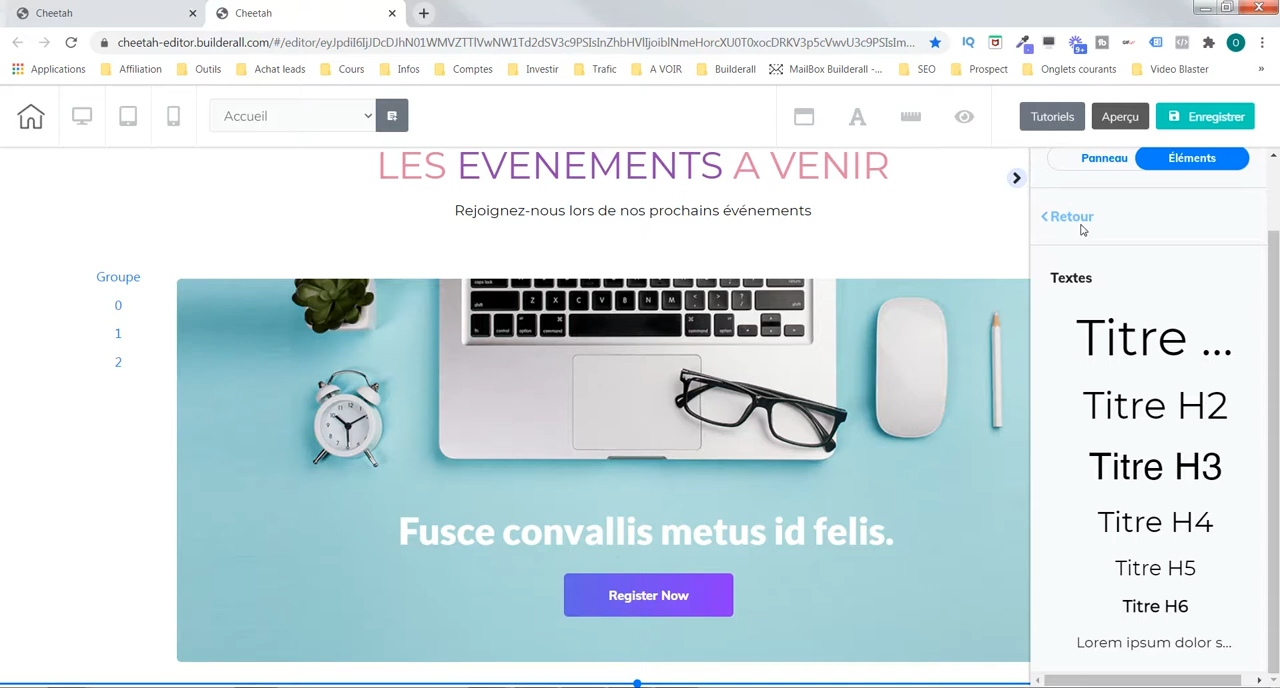 Cheetah
Cheetah
cheetah-editor.builderall.com/#/editor/
Applications
Affiliation
Outils
Achat leads
Cours
Infos
Comptes
Investir
Trafic
A VOIR
Builderall
MailBox Builderall -...
SEO
Prospect
Onglets courants
Video Blaster
»
Accueil
Tutoriels
Aperçu
Enregistrer
LES EVENEMENTS A VENIR
Rejoignez-nous lors de nos prochains événements
Groupe
0
1
2
Fusce convallis metus id felis.
Register Now
Panneau
Éléments
Retour
Textes
Titre ...
Titre H2
Titre H3
Titre H4
Titre H5
Titre H6
Lorem ipsum dolor s...